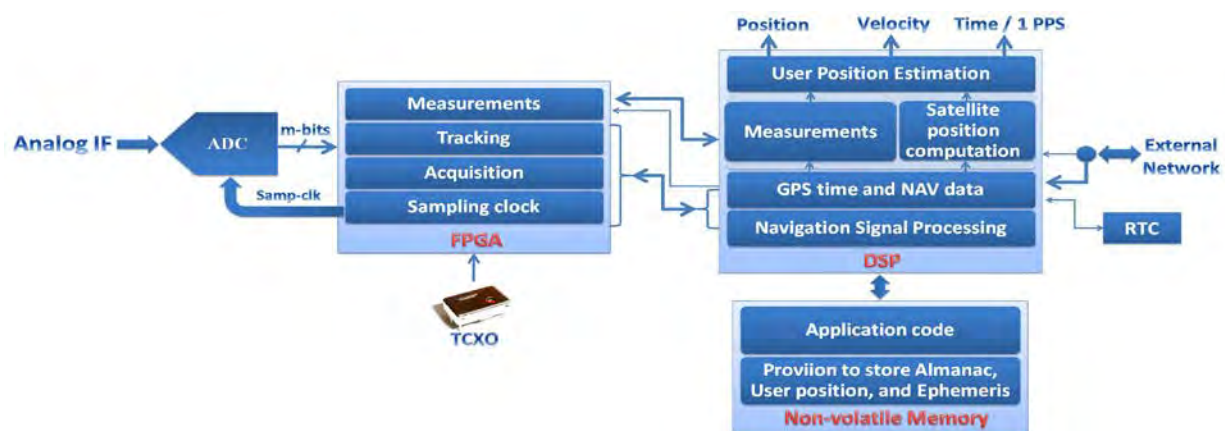 Position
Velocity
Time / 1 PPS
User Position Estimation
Measurements
Satellite
position
computation
GPS time and NAV data
Navigation Signal Processing
DSP
Analog IF
ADC
m-bits
Samp-clk
Measurements
Tracking
Acquisition
Sampling clock
FPGA
TCXO
External
Network
RTC
Application code
Proviion to store Almanac,
User position, and Ephemeris
Non-volatile Memory